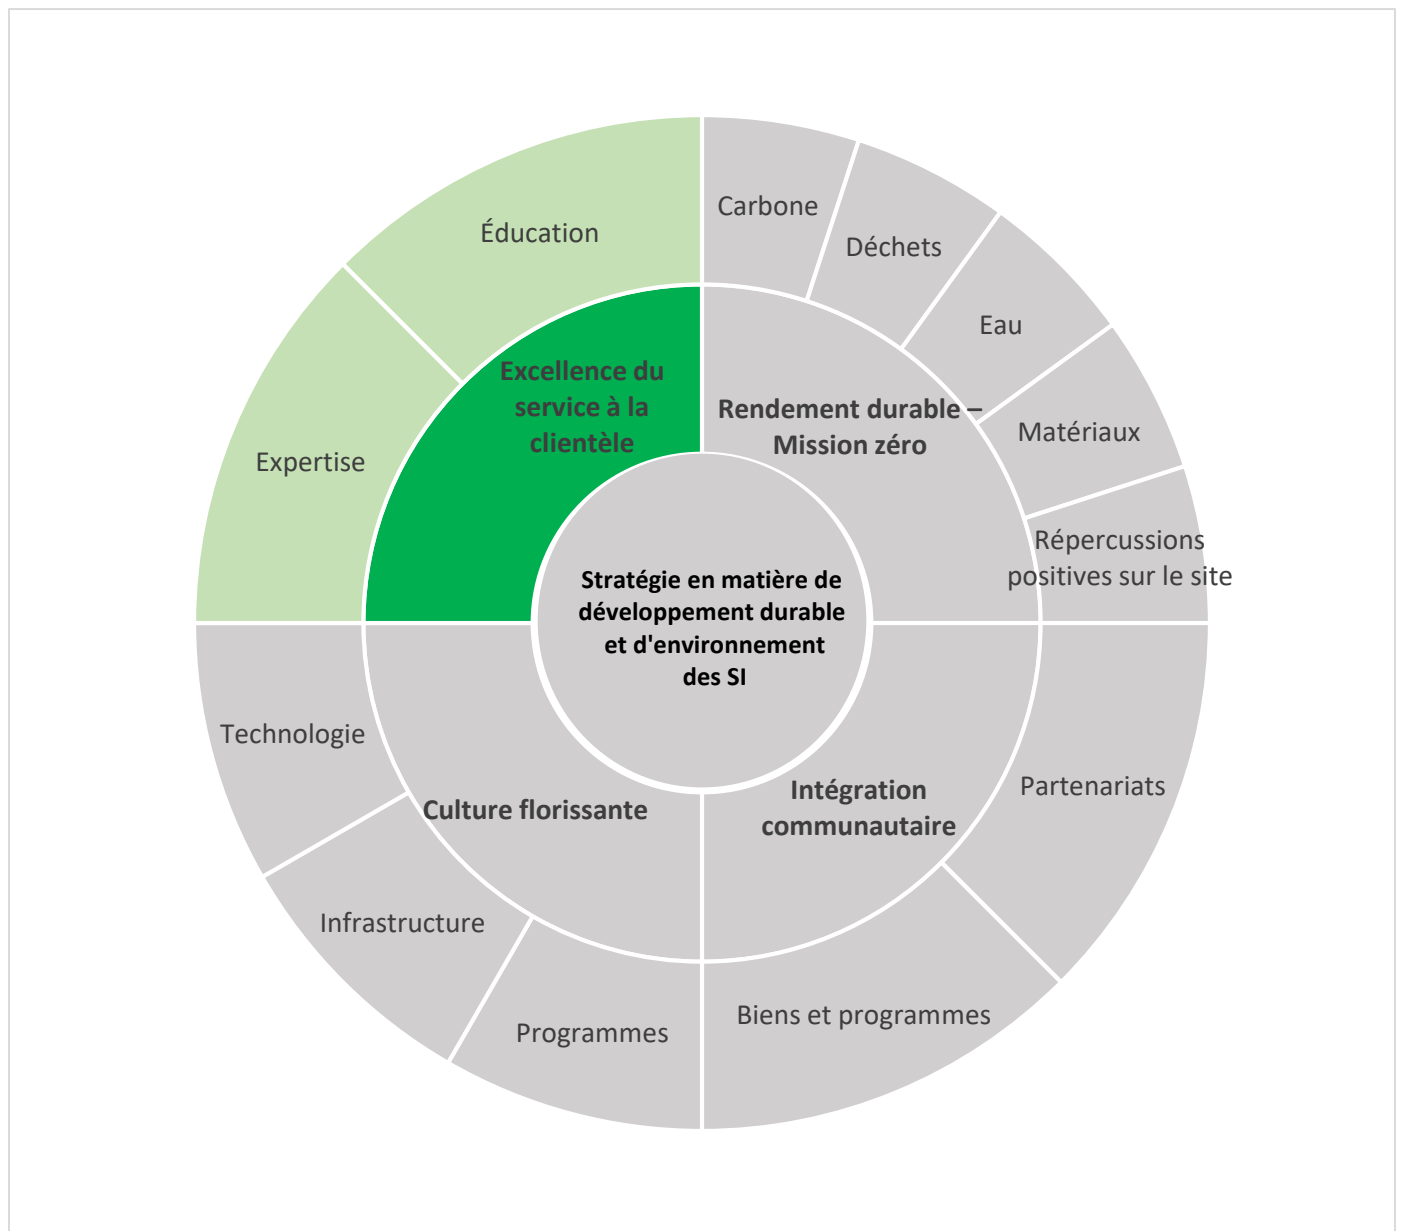 Carbone
Déchets
Eau
Matériaux
Répercussions
positives sur le site
Rendement durable –
Mission zéro
Éducation
Expertise
Excellence du
service à la
clientèle
Stratégie en matière de
développement durable
et d'environnement
des SI
Technologie
Infrastructure
Programmes
Culture florissante
Intégration
communautaire
Partenariats
Biens et programmes